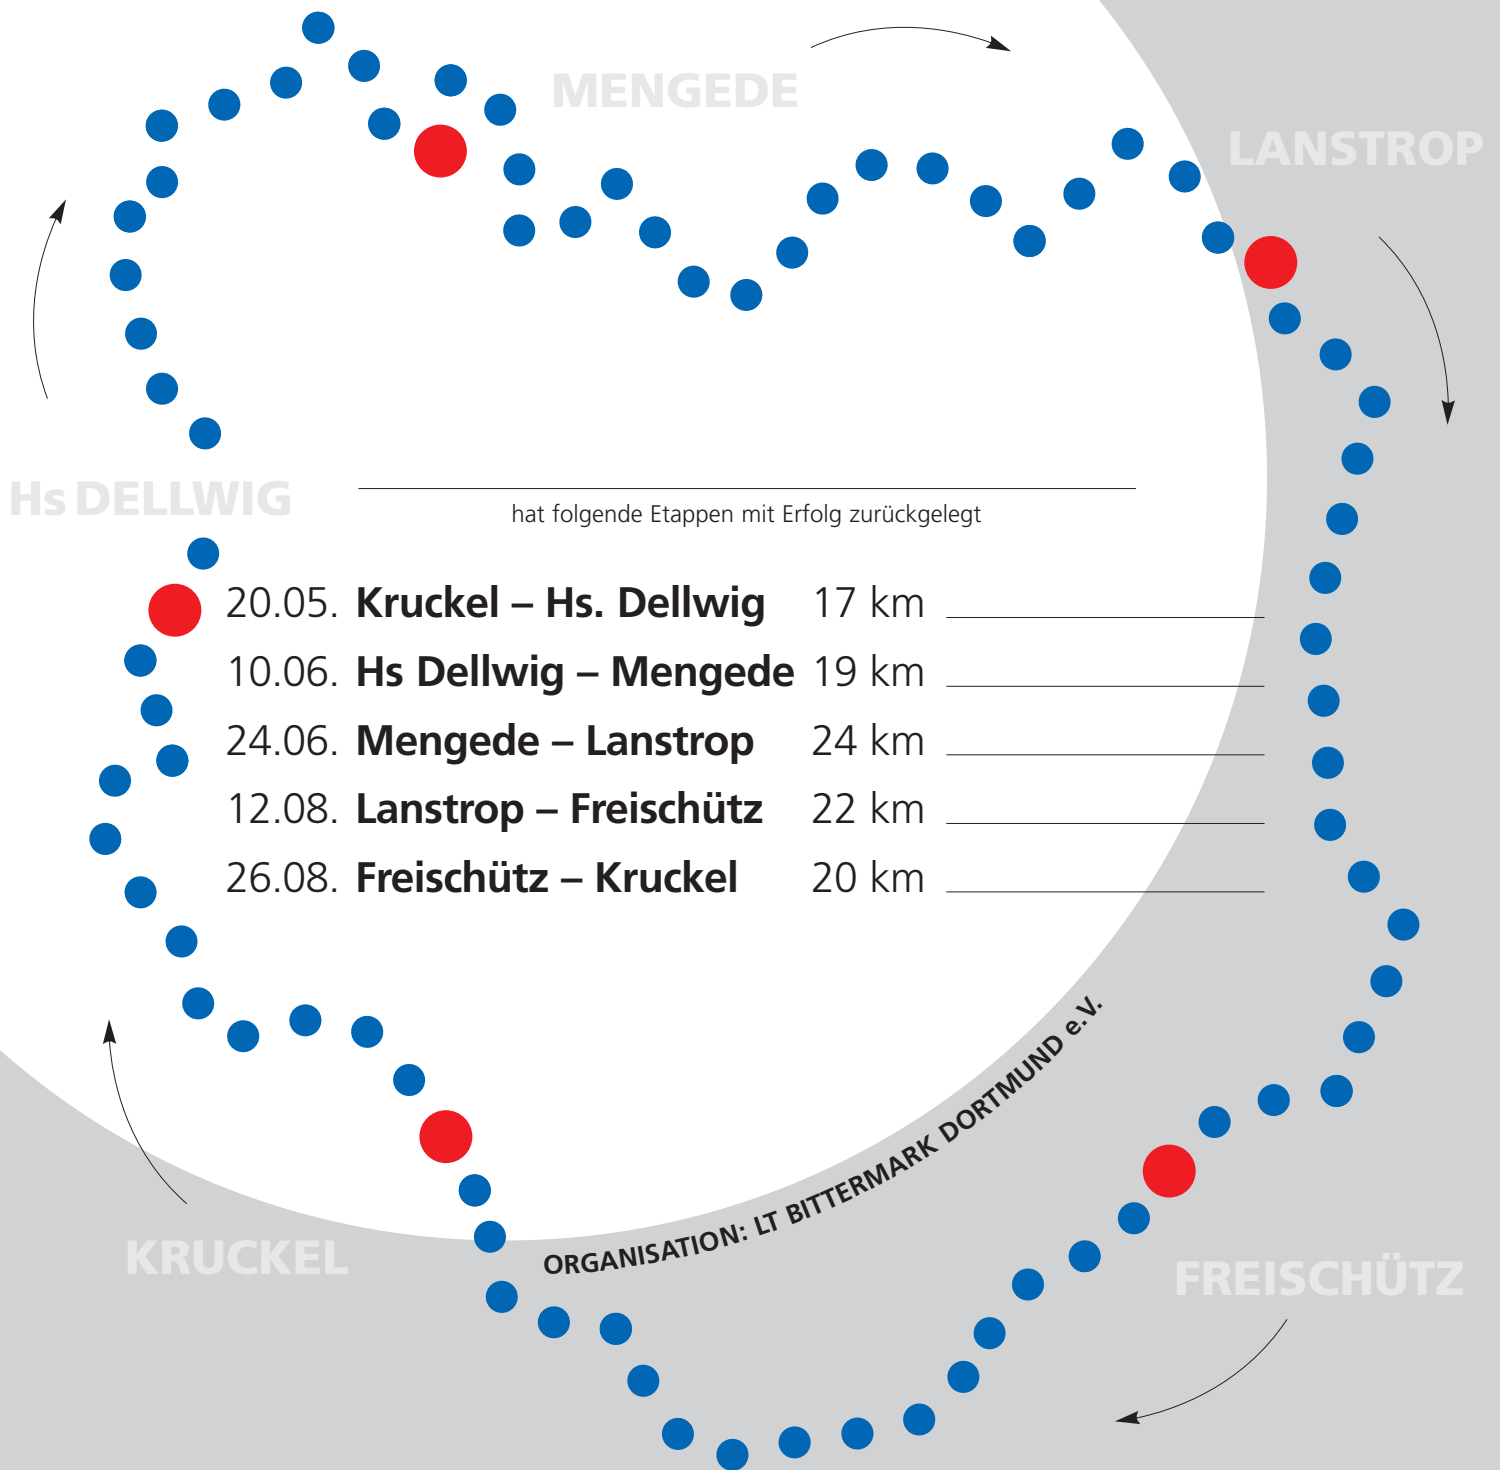 MENGEDE
LANSTROP
Hs DELLWIG
hat folgende Etappen mit Erfolg zurückgelegt
20.05. Kruckel – Hs. Dellwig 17 km
10.06. Hs Dellwig – Mengede 19 km
24.06. Mengede – Lanstrop 24 km
12.08. Lanstrop – Freischütz 22 km
26.08. Freischütz – Kruckel 20 km
ORGANISATION: LT BITTERMARK DORTMUND e.V.
KRUCKEL
FREISCHÜTZ